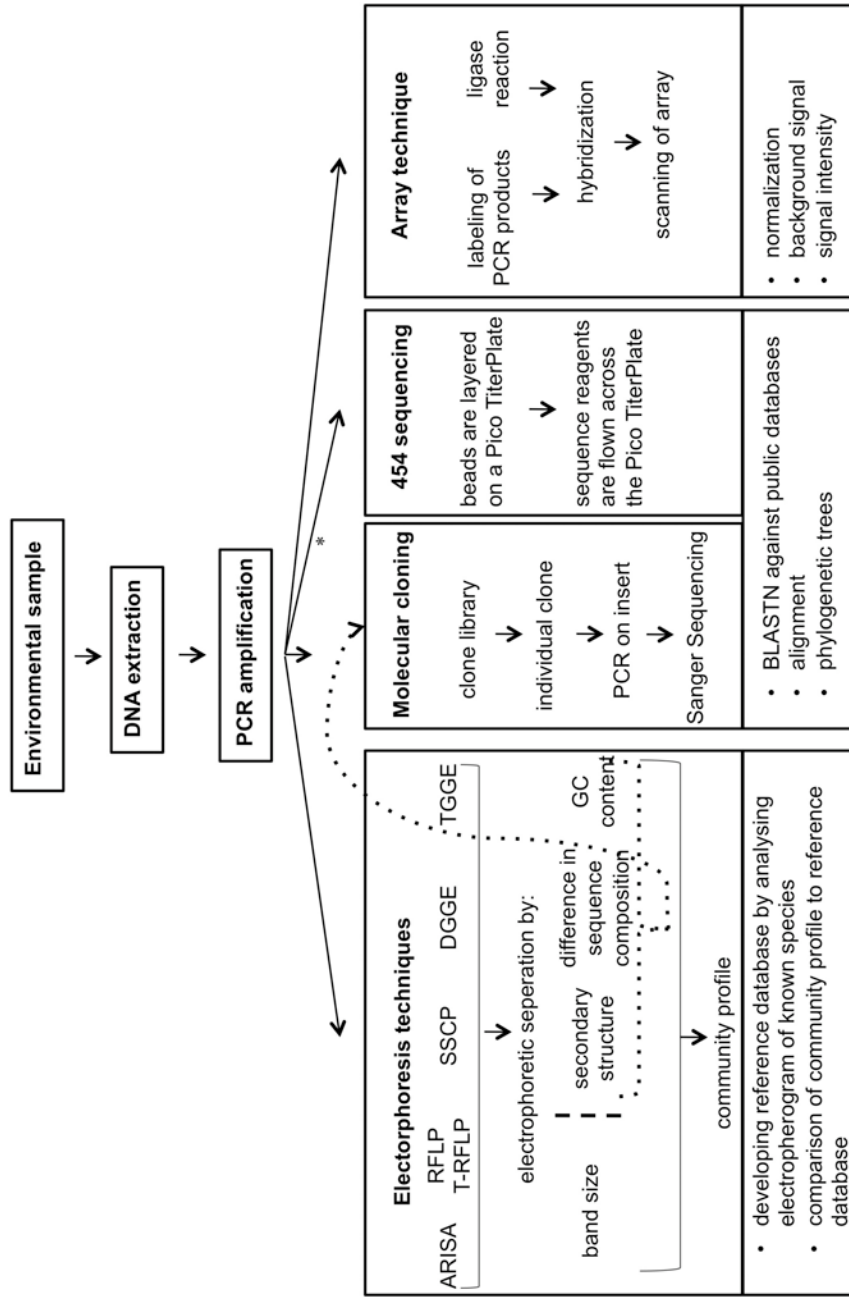 Environmental sample
DNA extraction
PCR amplification
*
Electorphoresis techniques
ARISA
RFLP
T-RFLP
SSCP
DGGE
TGGE
electrophoretic seperation by:
band size
secondary
structure
difference in
sequence
composition
GC
content
community profile
• developing reference database by analysing
electropherogram of known species
• comparison of community profile to reference
database
Molecular cloning
clone library
individual clone
PCR on insert
Sanger Sequencing
454 sequencing
beads are layered
on a Pico TiterPlate
sequence reagents
are flown across
the Pico TiterPlate
• BLASTN against public databases
• alignment
• phylogenetic trees
Array technique
labeling of
PCR products
ligase
reaction
hybridization
scanning of array
• normalization
• background signal
• signal intensity